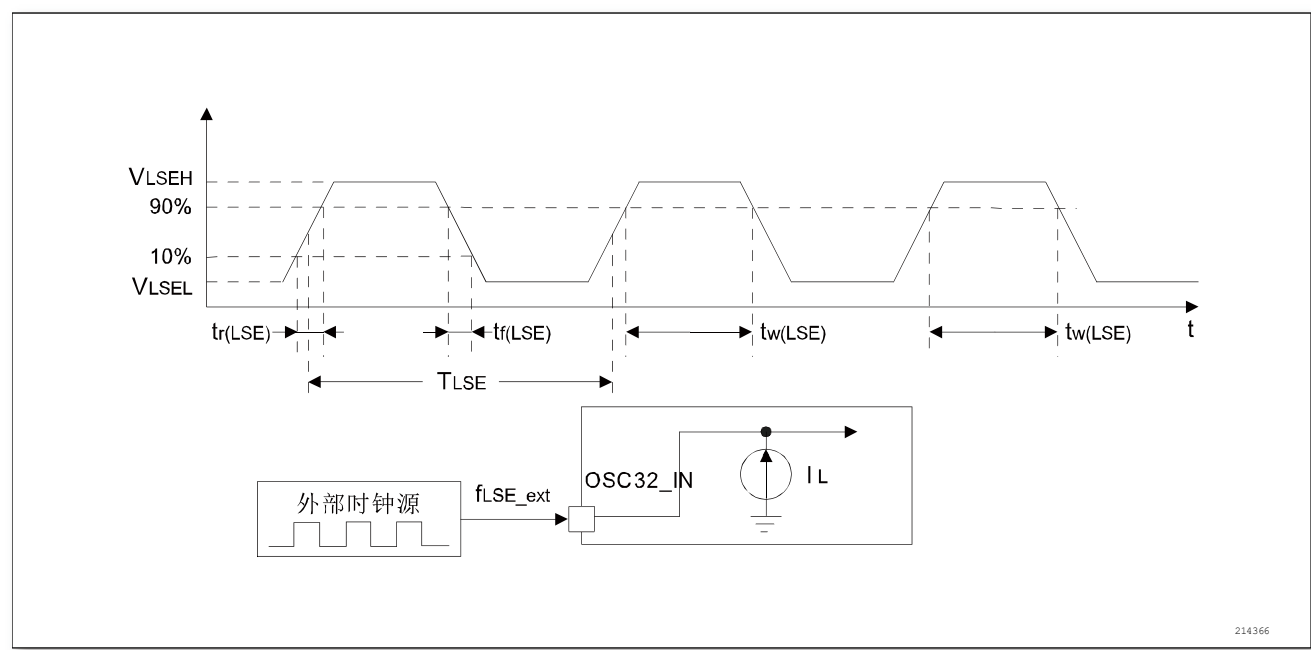 VLSEH
90%
10%
VLSEL
tr(LSE)
tf(LSE)
tw(LSE)
tw(LSE)
t
TLSE
OSC32_IN
IL
fLSE_ext
外部时钟源
214366